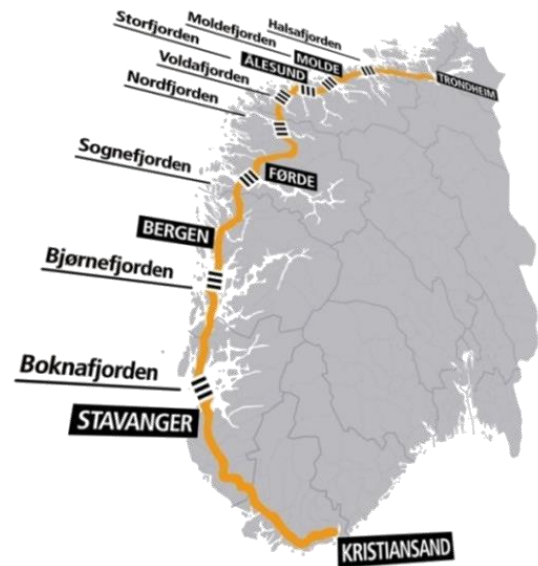 Halsafjorden
Moldefjorden
Storfjorden
MOLDE
ÅLESUND
Voldafjorden
TRONDHEIM
Nordfjorden
Sognefjorden
FØRDE
BERGEN
Bjørnefjorden
Boknafjorden
STAVANGER
KRISTIANSAND